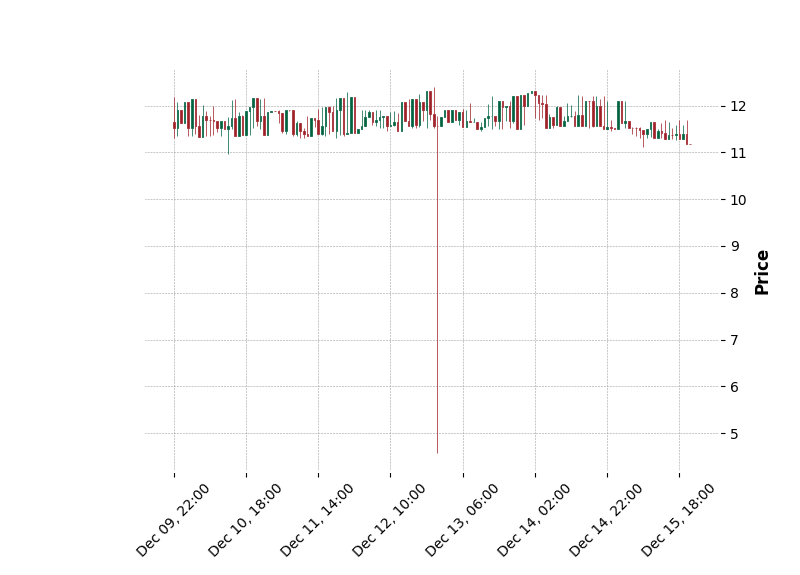 12
11
10
9
8
7
6
5
Price
Dec 09, 22:00
Dec 10, 18:00
Dec 11, 14:00
Dec 12, 10:00
Dec 13, 06:00
Dec 14, 02:00
Dec 14, 22:00
Dec 15, 18:00